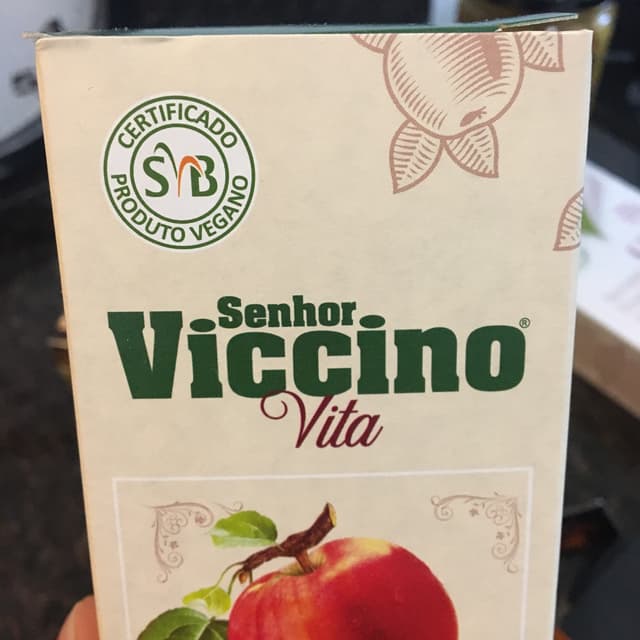 CERTIFICADO
SVB
PRODUTO VEGANO
Senhor
Viccino®
Vita